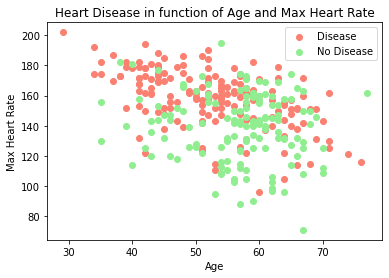 Heart Disease in function of Age and Max Heart Rate
Disease
No Disease
200
180
160
140
120
100
80
Max Heart Rate
30
40
50
60
70
Age